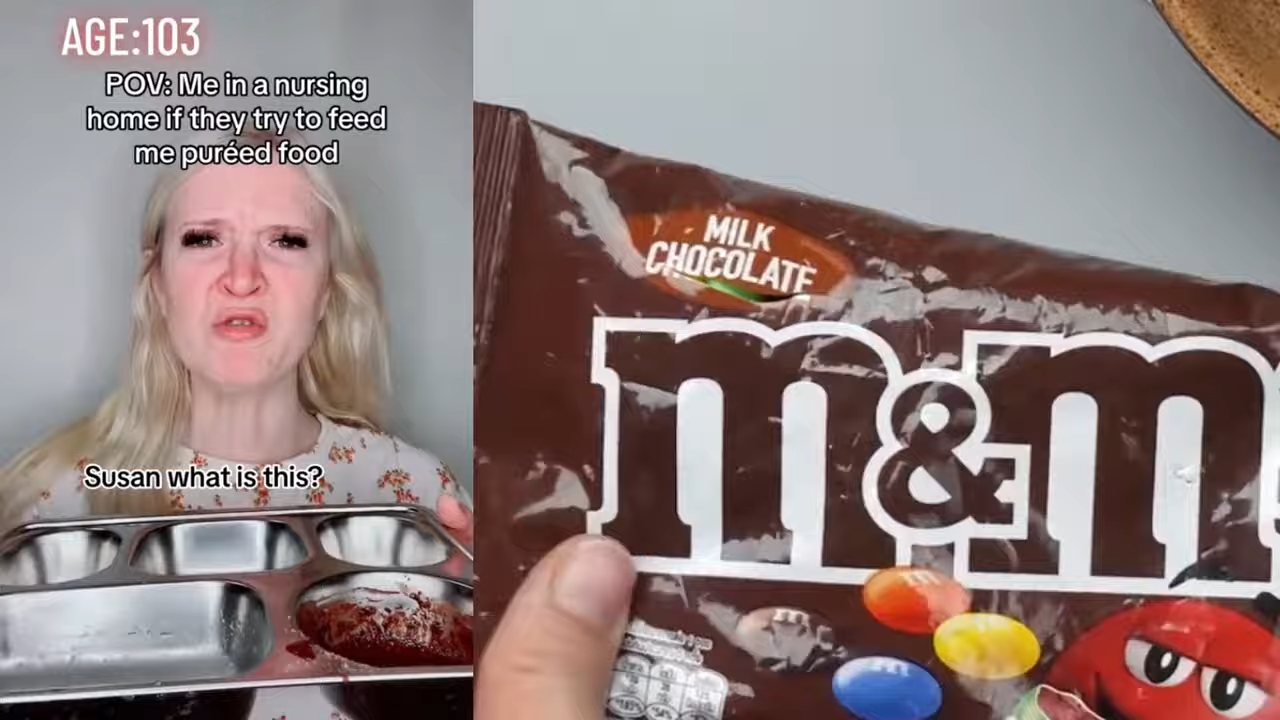 AGE:103
POV: Me in a nursing
home if they try to feed
me puréed food
Susan what is this?
MILK
CHOCOLATE
m&m
m
m
m